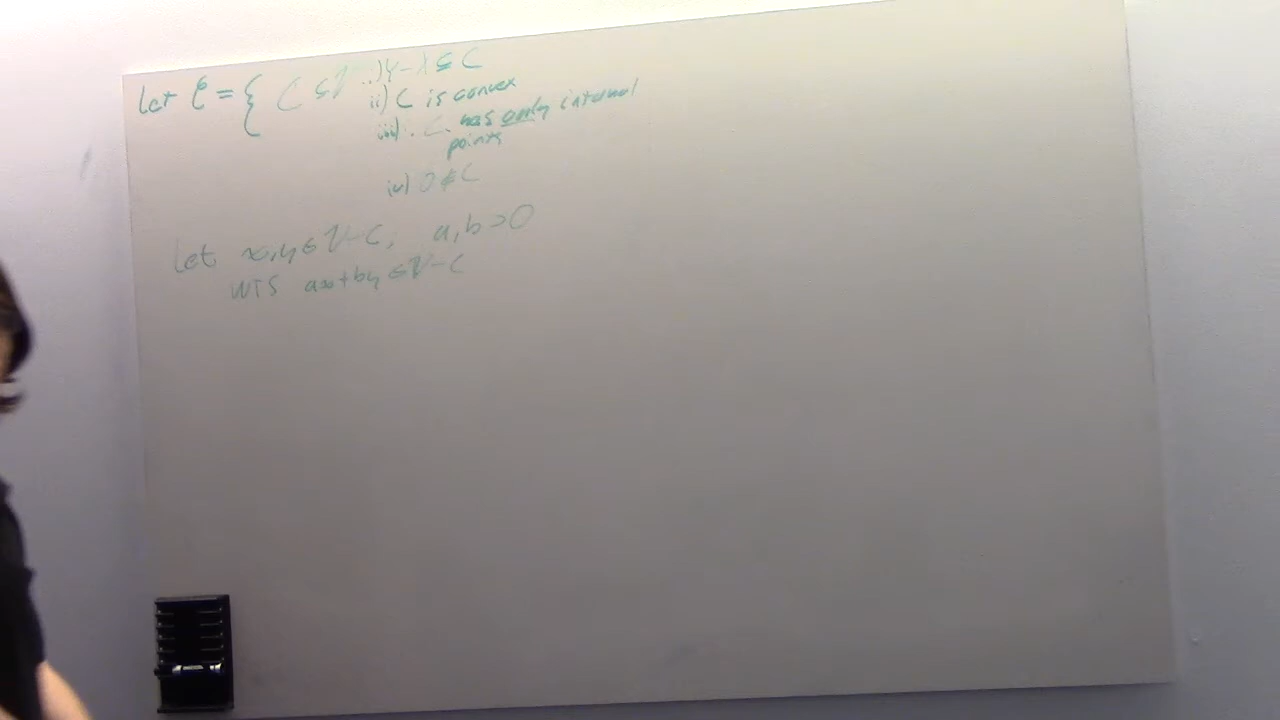 Let 𝒞 = { C ⊆ V i) Y - X ⊆ C
ii) C is convex
iii) C has only internal
points
iv) 0 ∉ C
Let x, y ∈ V - C, a, b > 0
WTS ax + by ∈ V - C